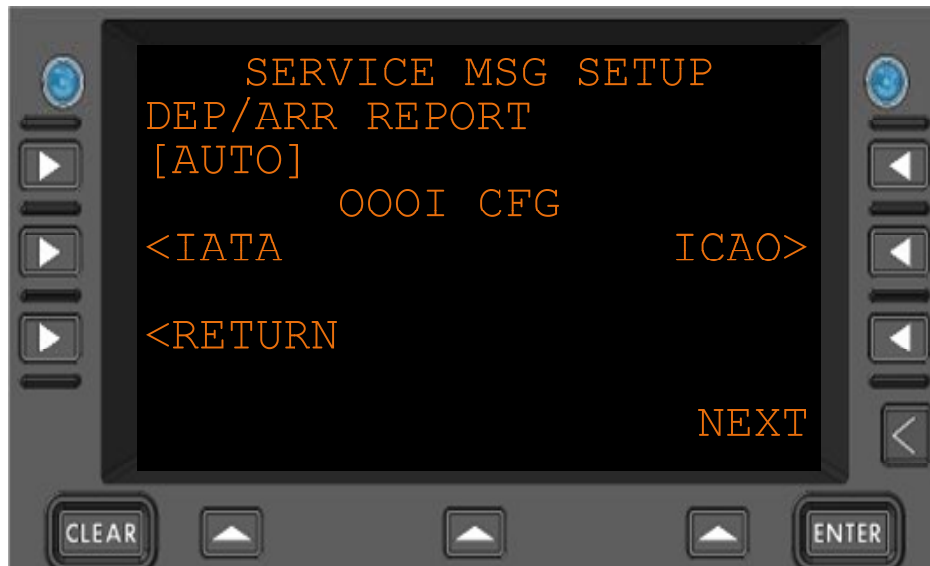 SERVICE MSG SETUP
DEP/ARR REPORT
[AUTO]
OOOI CFG
<IATA ICAO>
<RETURN
NEXT
CLEAR ENTER